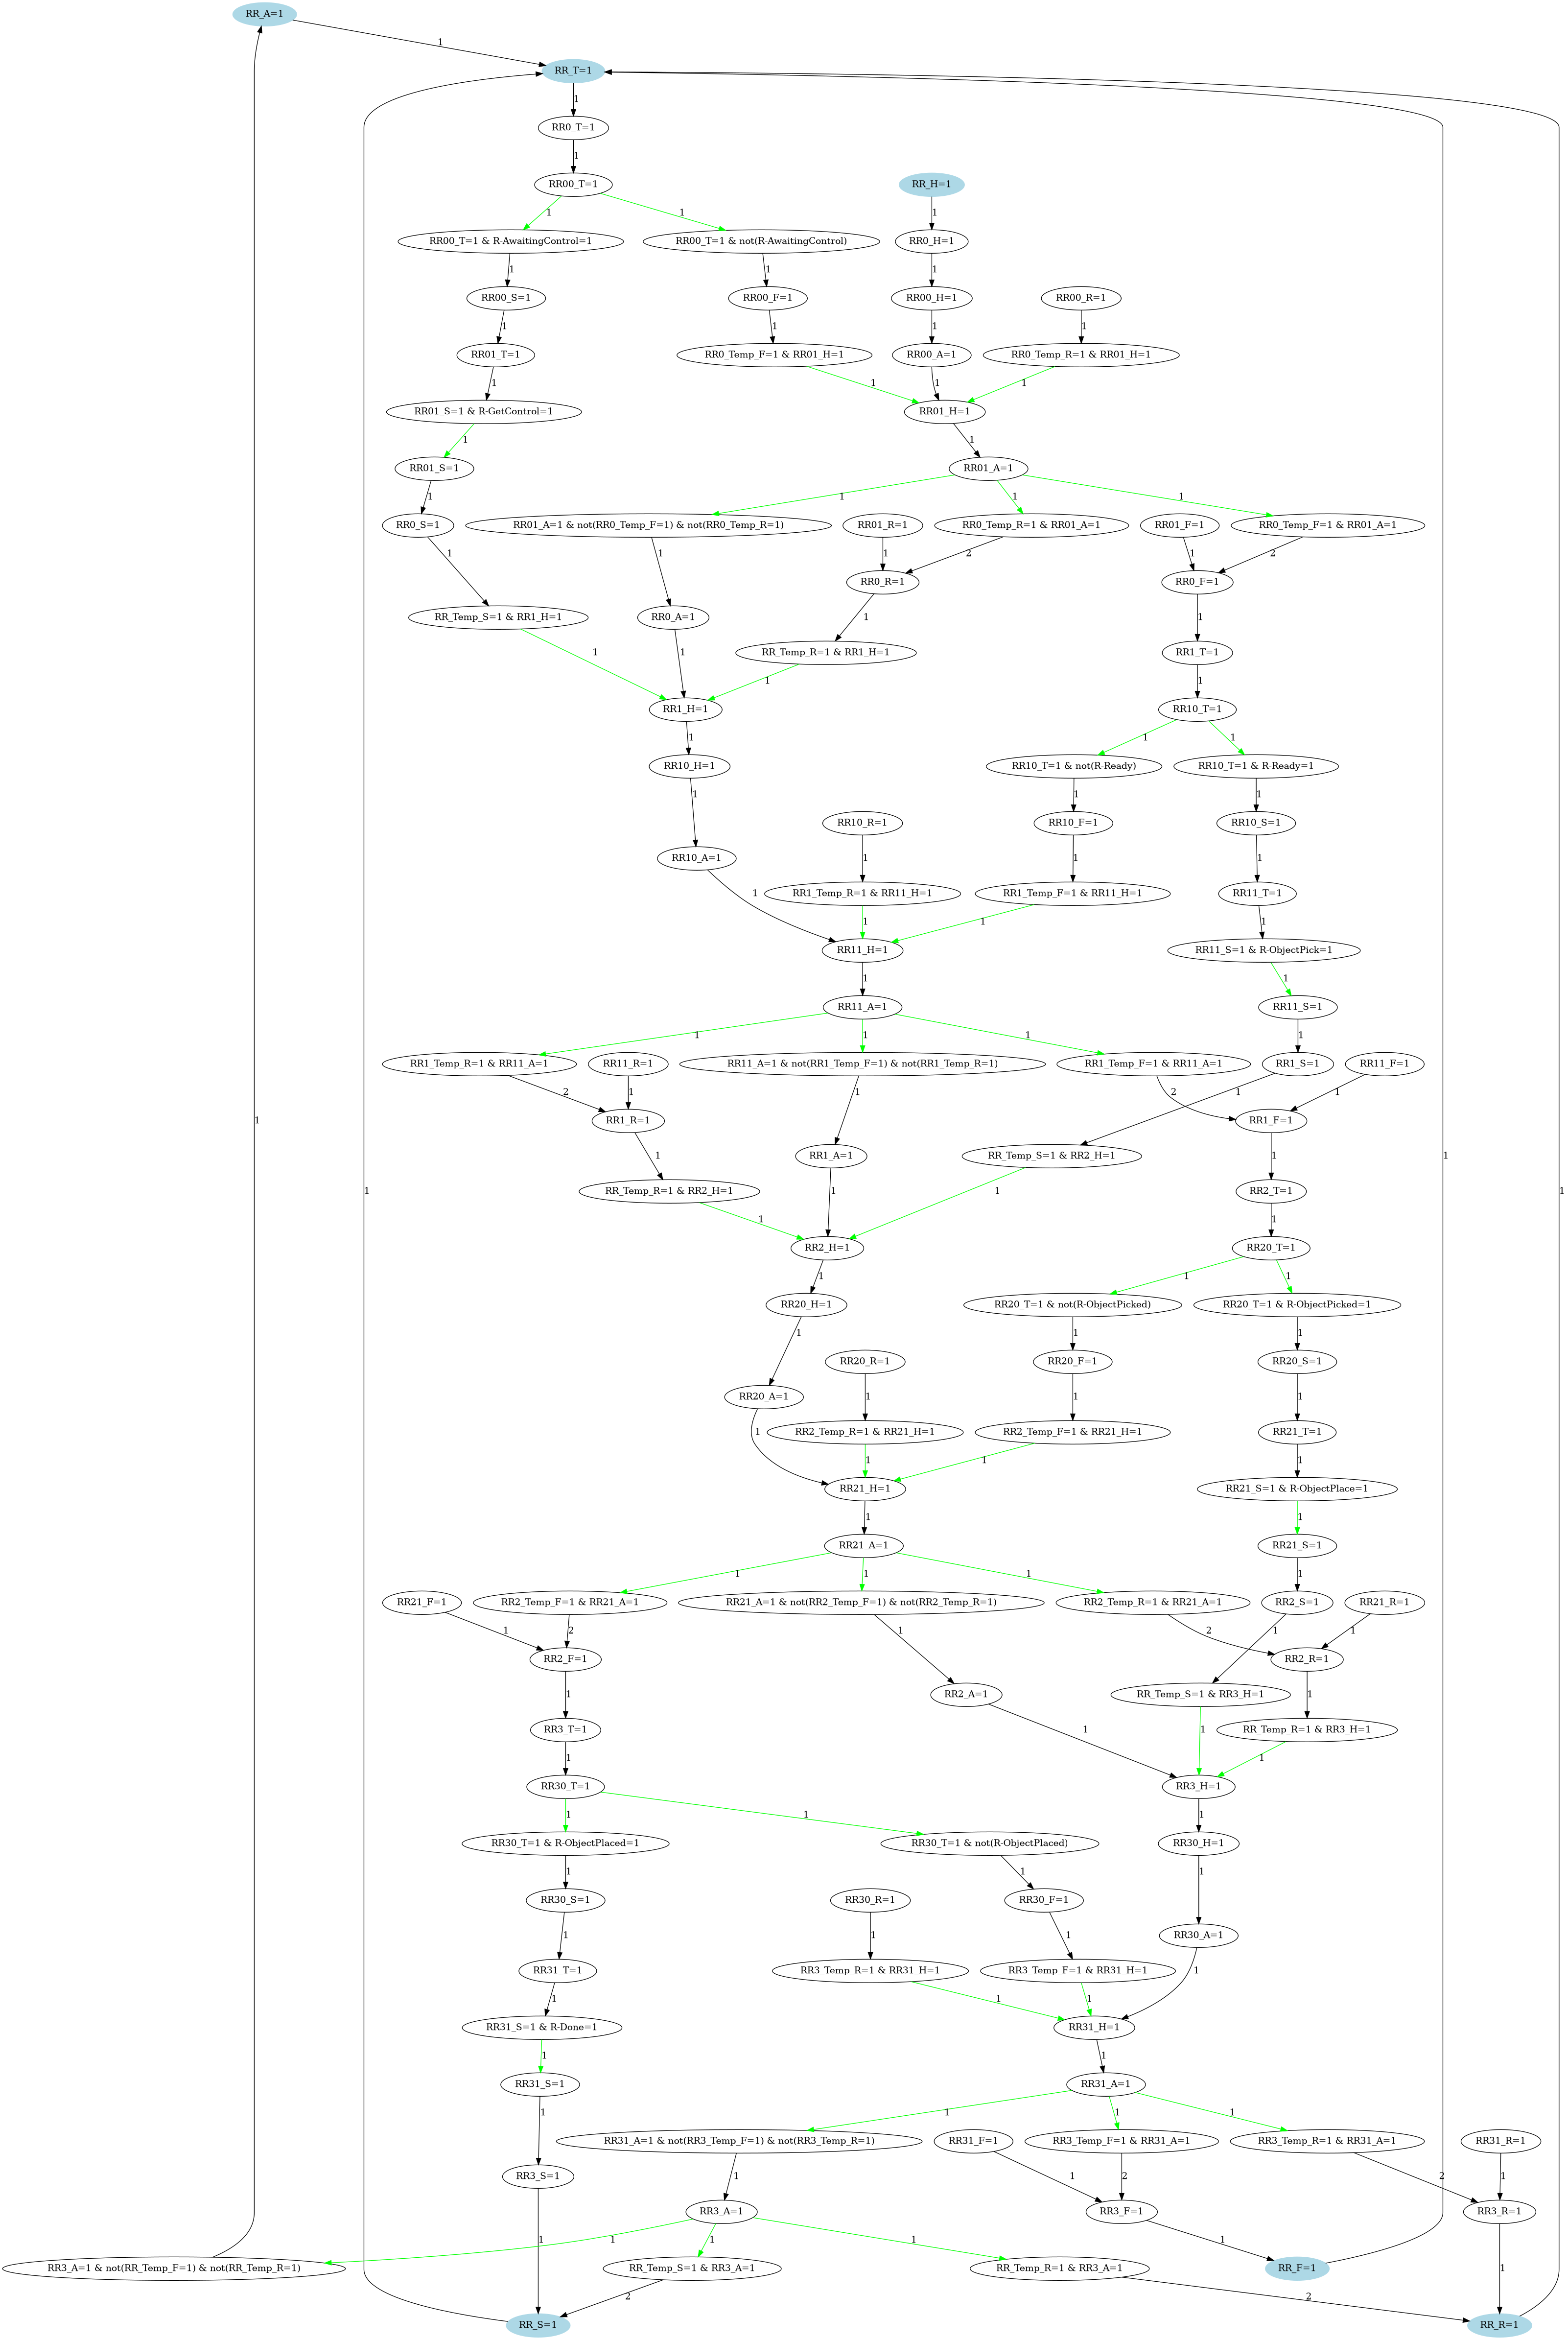 RR_A=1
1
RR_T=1
1
RR0_T=1
1
RR00_T=1
RR_H=1
1
1
1
RR00_T=1 & R-AwaitingControl=1
RR00_T=1 & not(R-AwaitingControl)
RR0_H=1
1
1
1
RR00_S=1
RR00_F=1
RR00_H=1
RR00_R=1
1
1
1
1
RR01_T=1
RR0_Temp_F=1 & RR01_H=1
RR00_A=1
RR0_Temp_R=1 & RR01_H=1
1
1
1
1
RR01_S=1 & R-GetControl=1
RR01_H=1
1
1
RR01_S=1
RR01_A=1
1
1
1
1
RR0_S=1
RR01_A=1 & not(RR0_Temp_F=1) & not(RR0_Temp_R=1)
RR01_R=1
RR0_Temp_R=1 & RR01_A=1
RR01_F=1
RR0_Temp_F=1 & RR01_A=1
1
1
1
2
1
2
RR0_R=1
RR0_F=1
RR_Temp_S=1 & RR1_H=1
RR0_A=1
1
1
RR_Temp_R=1 & RR1_H=1
RR1_T=1
1
1
1
1
RR1_H=1
RR10_T=1
1
1
1
RR10_H=1
RR10_T=1 & not(R-Ready)
RR10_T=1 & R-Ready=1
1
1
1
RR10_R=1
RR10_F=1
RR10_S=1
RR10_A=1
1
1
1
RR1_Temp_R=1 & RR11_H=1
RR1_Temp_F=1 & RR11_H=1
RR11_T=1
1
1
1
1
RR11_H=1
RR11_S=1 & R-ObjectPick=1
1
1
RR11_A=1
RR11_S=1
1
1
1
1
RR1_Temp_R=1 & RR11_A=1
RR11_R=1
RR11_A=1 & not(RR1_Temp_F=1) & not(RR1_Temp_R=1)
RR1_Temp_F=1 & RR11_A=1
RR1_S=1
RR11_F=1
2
1
1
2
1
1
1
1
1
1
RR1_R=1
RR1_F=1
RR1_A=1
RR_Temp_S=1 & RR2_H=1
1
1
RR_Temp_R=1 & RR2_H=1
RR2_T=1
1
1
1
1
RR2_H=1
RR20_T=1
1
1
1
RR20_H=1
RR20_T=1 & not(R-ObjectPicked)
RR20_T=1 & R-ObjectPicked=1
1
1
1
RR20_R=1
RR20_F=1
RR20_S=1
RR20_A=1
1
1
1
RR2_Temp_R=1 & RR21_H=1
RR2_Temp_F=1 & RR21_H=1
RR21_T=1
1
1
1
1
RR21_H=1
RR21_S=1 & R-ObjectPlace=1
1
1
RR21_A=1
RR21_S=1
1
1
1
1
RR21_F=1
RR2_Temp_F=1 & RR21_A=1
RR21_A=1 & not(RR2_Temp_F=1) & not(RR2_Temp_R=1)
RR2_Temp_R=1 & RR21_A=1
RR2_S=1
RR21_R=1
1
2
1
2
1
1
RR2_F=1
RR2_R=1
RR2_A=1
RR_Temp_S=1 & RR3_H=1
1
1
RR3_T=1
RR_Temp_R=1 & RR3_H=1
1
1
1
1
RR30_T=1
RR3_H=1
1
1
1
RR30_T=1 & R-ObjectPlaced=1
RR30_T=1 & not(R-ObjectPlaced)
RR30_H=1
1
1
1
RR30_S=1
RR30_R=1
RR30_F=1
RR30_A=1
1
1
1
RR31_T=1
RR3_Temp_R=1 & RR31_H=1
RR3_Temp_F=1 & RR31_H=1
1
1
1
1
RR31_S=1 & R-Done=1
RR31_H=1
1
1
RR31_S=1
RR31_A=1
1
1
1
1
RR31_A=1 & not(RR3_Temp_F=1) & not(RR3_Temp_R=1)
RR31_F=1
RR3_Temp_F=1 & RR31_A=1
RR3_Temp_R=1 & RR31_A=1
RR31_R=1
RR3_S=1
1
1
2
2
1
RR3_A=1
RR3_F=1
RR3_R=1
1
1
1
1
1
1
RR3_A=1 & not(RR_Temp_F=1) & not(RR_Temp_R=1)
RR_Temp_S=1 & RR3_A=1
RR_Temp_R=1 & RR3_A=1
RR_F=1
2
2
RR_S=1
RR_R=1